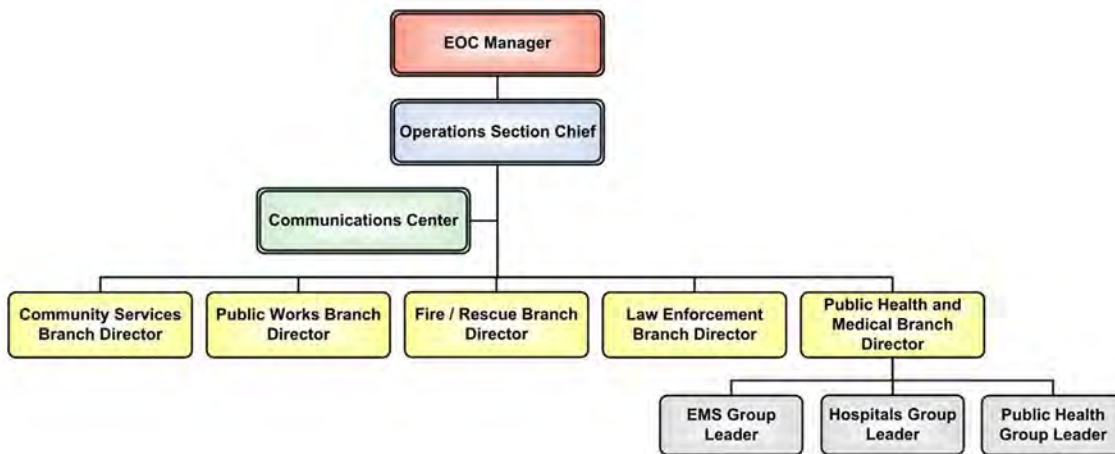 EOC Manager
Operations Section Chief
Communications Center
Community Services
Branch Director
Public Works Branch
Director
Fire / Rescue Branch
Director
Law Enforcement
Branch Director
Public Health and
Medical Branch
Director
EMS Group
Leader
Hospitals Group
Leader
Public Health
Group Leader